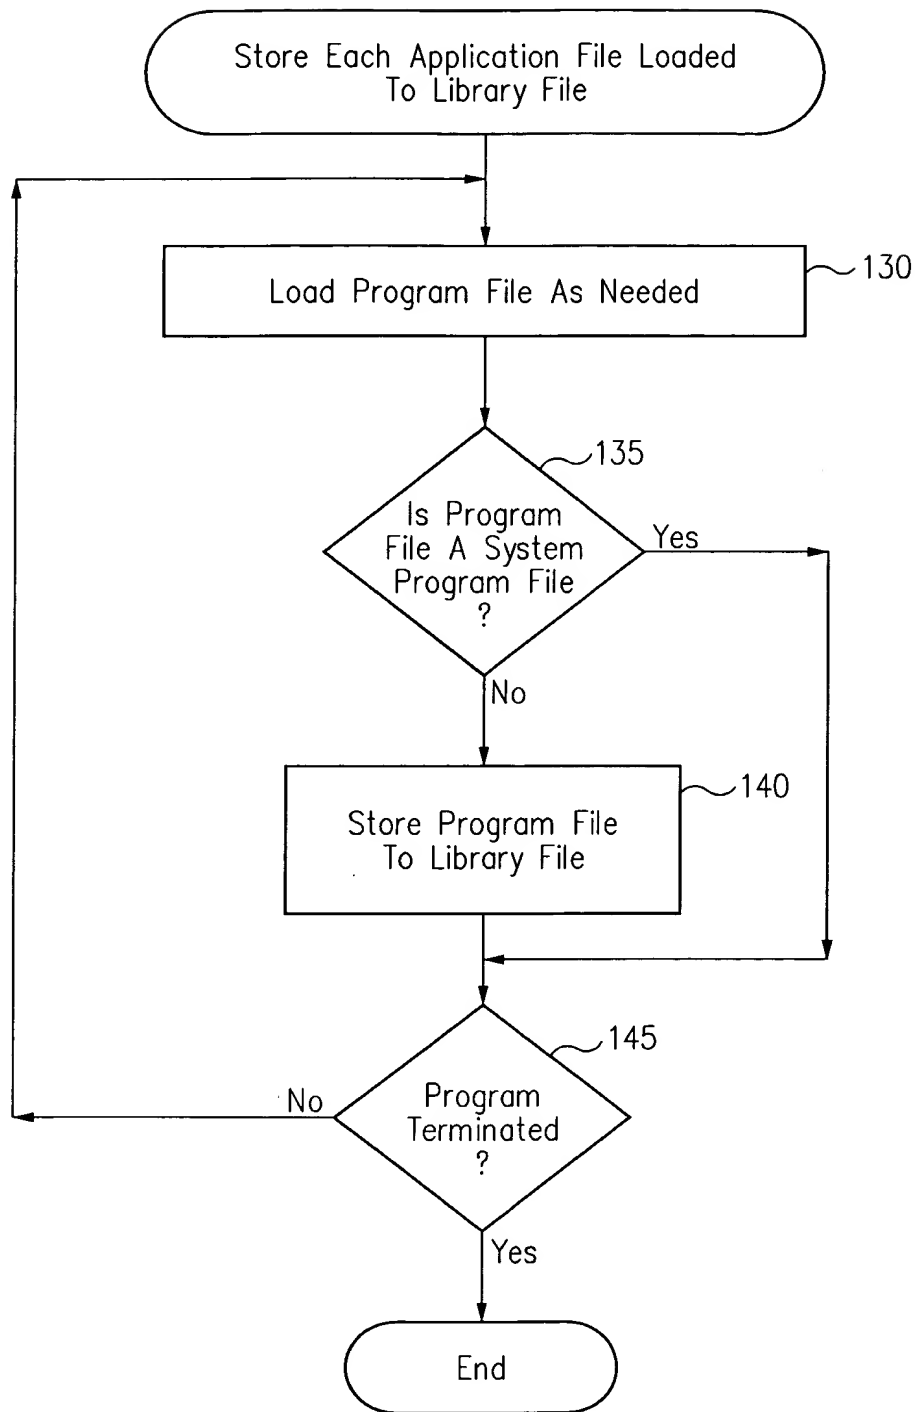 Store Each Application File Loaded
To Library File
Load Program File As Needed
130
135
Is Program
File A System
Program File
?
Yes
No
140
Store Program File
To Library File
145
Program
Terminated
?
No
Yes
End